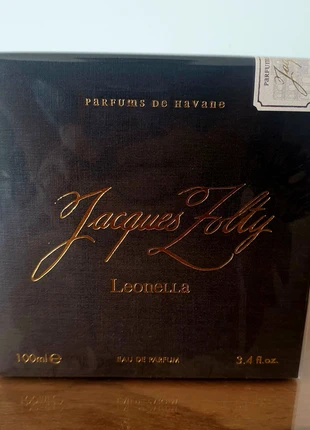 Parfums de Havane
Jacques Zolty
Leonella
100ml ℮ EAU DE PARFUM 3.4 fl.oz.